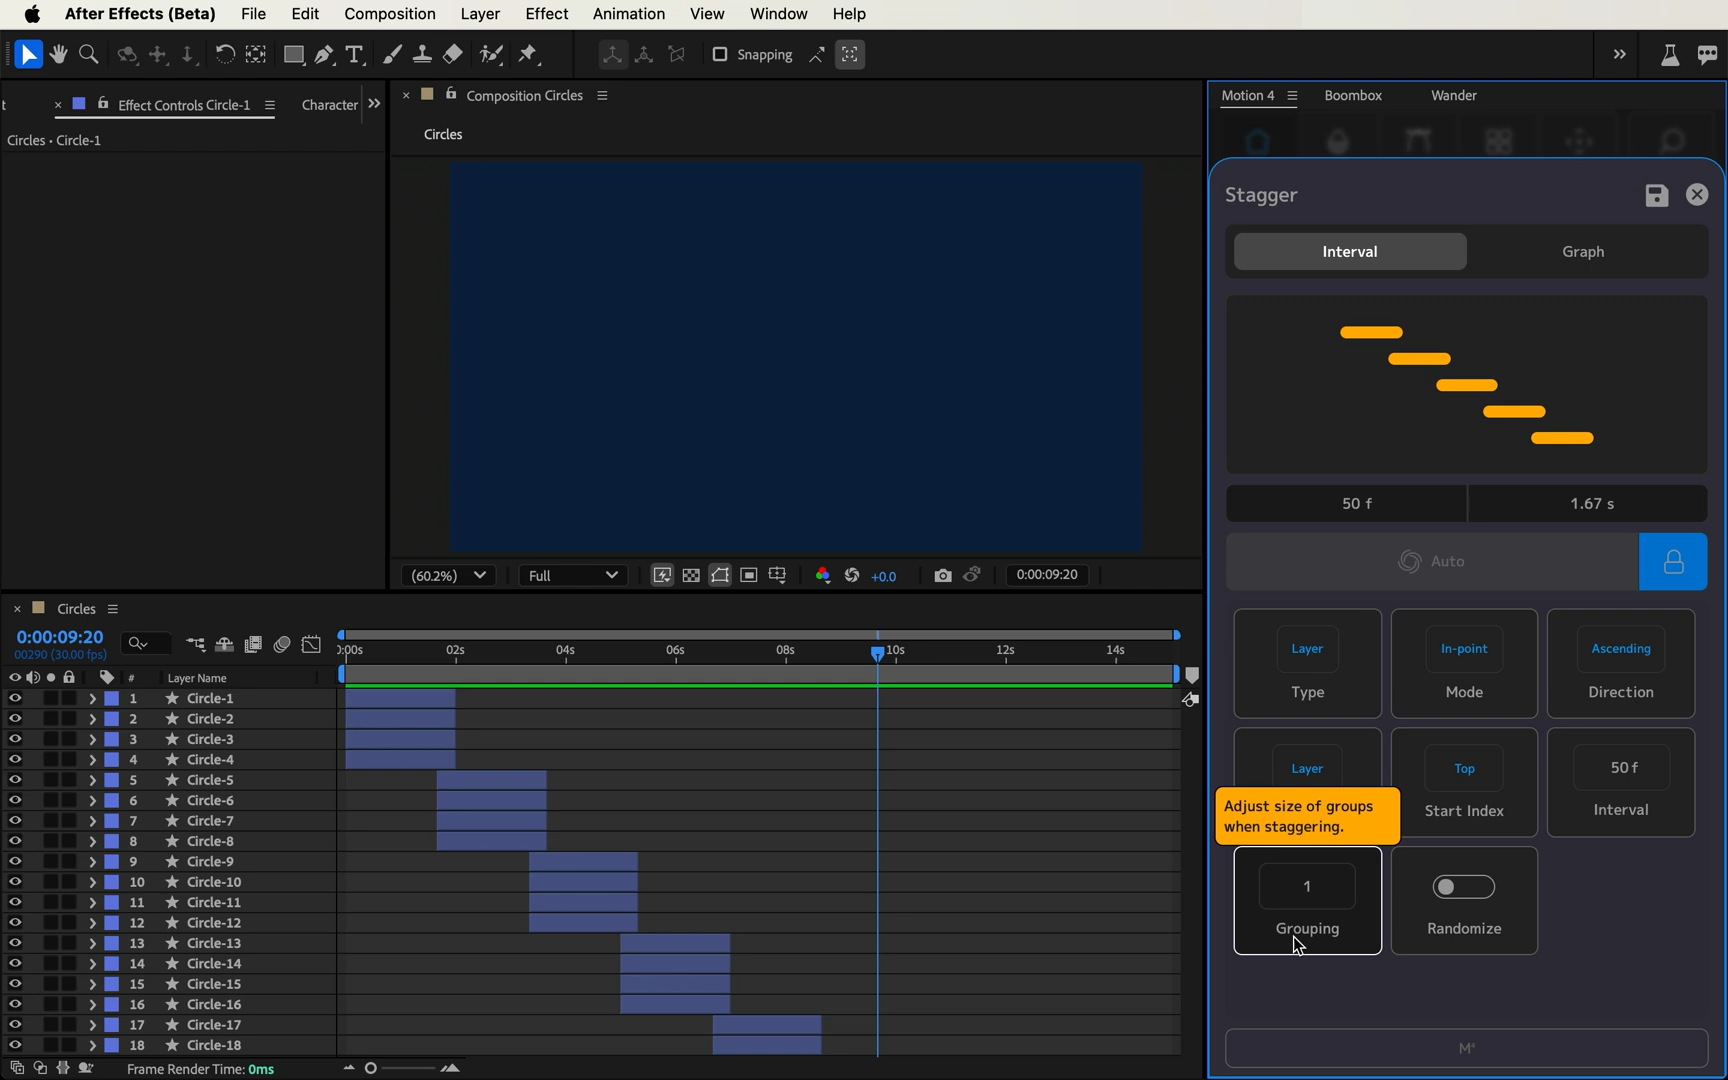 After Effects (Beta) File Edit Composition Layer Effect Animation View Window Help
Snapping
t Effect Controls Circle-1 Character
Circles • Circle-1
Composition Circles
Circles
(60.2%) Full +0.0 0:00:09:20
Motion 4 Boombox Wander
Stagger
Interval Graph
50 f 1.67 s
Auto
Layer In-point Ascending
Type Mode Direction
Layer Top 50 f
Start Index Interval
Adjust size of groups
when staggering.
1
Grouping Randomize
M⁴
Circles
0:00:09:20
00290 (30.00 fps)
):00s 02s 04s 06s 08s 10s 12s 14s
# Layer Name
1 Circle-1
2 Circle-2
3 Circle-3
4 Circle-4
5 Circle-5
6 Circle-6
7 Circle-7
8 Circle-8
9 Circle-9
10 Circle-10
11 Circle-11
12 Circle-12
13 Circle-13
14 Circle-14
15 Circle-15
16 Circle-16
17 Circle-17
18 Circle-18
Frame Render Time: 0ms